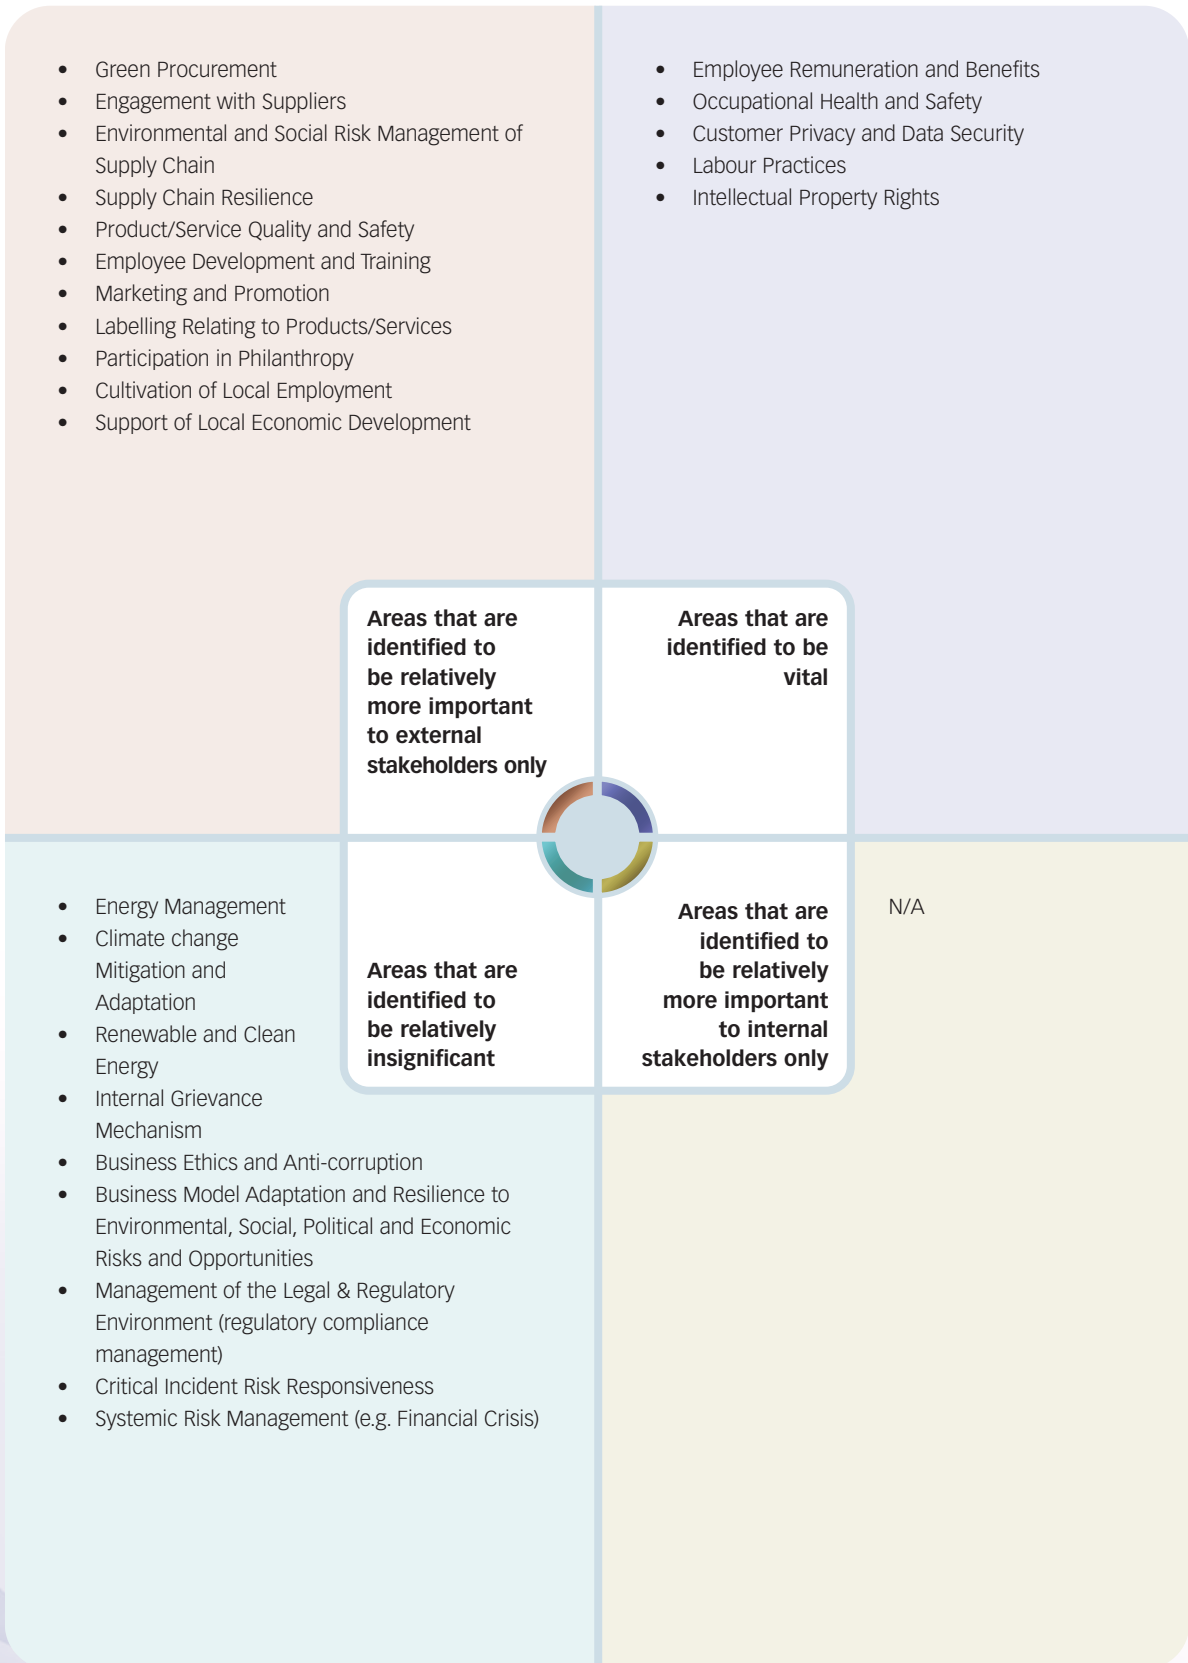 • Green Procurement
• Engagement with Suppliers
• Environmental and Social Risk Management of
Supply Chain
• Supply Chain Resilience
• Product/Service Quality and Safety
• Employee Development and Training
• Marketing and Promotion
• Labelling Relating to Products/Services
• Participation in Philanthropy
• Cultivation of Local Employment
• Support of Local Economic Development
• Employee Remuneration and Benefits
• Occupational Health and Safety
• Customer Privacy and Data Security
• Labour Practices
• Intellectual Property Rights
Areas that are
identified to
be relatively
more important
to external
stakeholders only
Areas that are
identified to be
vital
• Energy Management
• Climate change
Mitigation and
Adaptation
• Renewable and Clean
Energy
• Internal Grievance
Mechanism
• Business Ethics and Anti-corruption
• Business Model Adaptation and Resilience to
Environmental, Social, Political and Economic
Risks and Opportunities
• Management of the Legal & Regulatory
Environment (regulatory compliance
management)
• Critical Incident Risk Responsiveness
• Systemic Risk Management (e.g. Financial Crisis)
Areas that are
identified to
be relatively
insignificant
Areas that are
identified to
be relatively
more important
to internal
stakeholders only
N/A